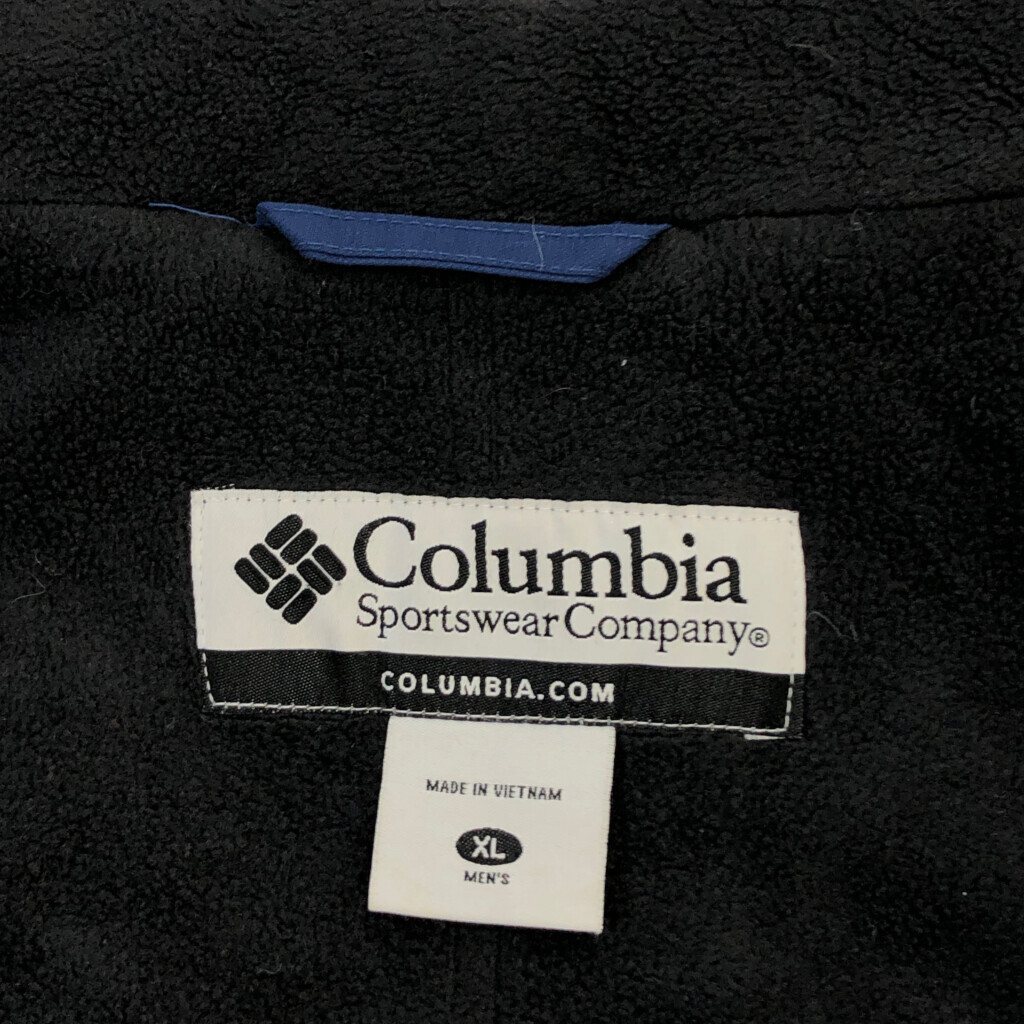 Columbia
Sportswear Company®
COLUMBIA.COM
MADE IN VIETNAM
XL
MEN'S